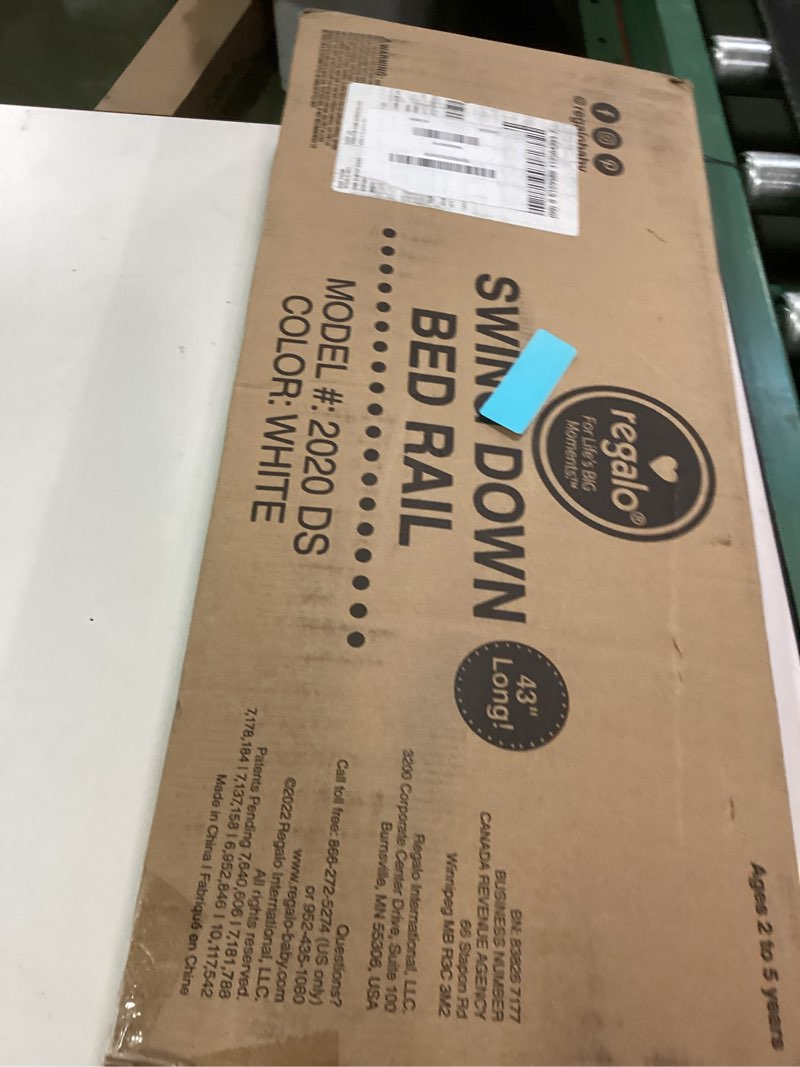 WARNING
@regalobaby
regalo®
For Life's BIG
Moments™
SWING DOWN
BED RAIL
MODEL #: 2020 DS
COLOR: WHITE
43"
Long!
Ages 2 to 5 years
BN: 83828 7177
BUSINESS NUMBER
CANADA REVENUE AGENCY
66 Stapon Rd
Winnipeg MB R3C 3M2
Regalo International, LLC.
3200 Corporate Center Drive, Suite 100
Burnsville, MN 55306, USA
Questions?
Call toll free: 866-272-5274 (US only)
or 952-435-1080
www.regalo-baby.com
©2022 Regalo International, LLC.
All rights reserved.
Patents Pending 7,640,606 | 7,181,788
7,178,184 | 7,137,158 | 6,952,846 | 10,117,542
Made in China | Fabriqué en Chine